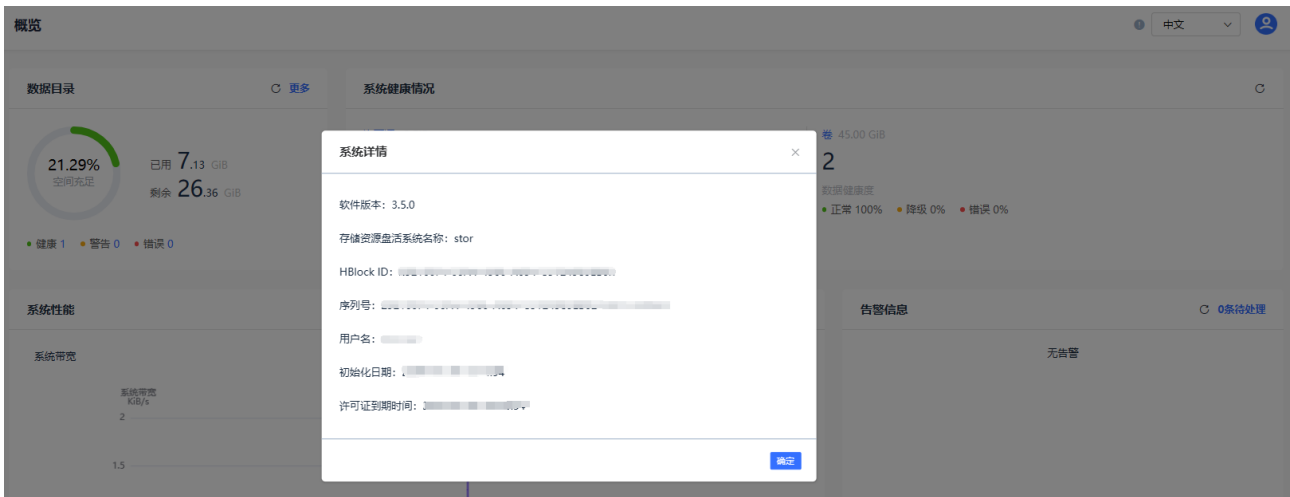 概览
中文
数据目录
更多
系统健康情况
21.29%
空间充足
已用 7.13 GiB
剩余 26.36 GiB
健康 1 警告 0 错误 0
卷 45.00 GiB
2
数据健康度
正常 100% 降级 0% 错误 0%
系统详情
软件版本：3.5.0
存储资源盘活系统名称：stor
HBlock ID：
序列号：
用户名：
初始化日期：
许可证到期时间：
确定
系统性能
系统带宽
系统带宽
KiB/s
2
1.5
告警信息
0条待处理
无告警